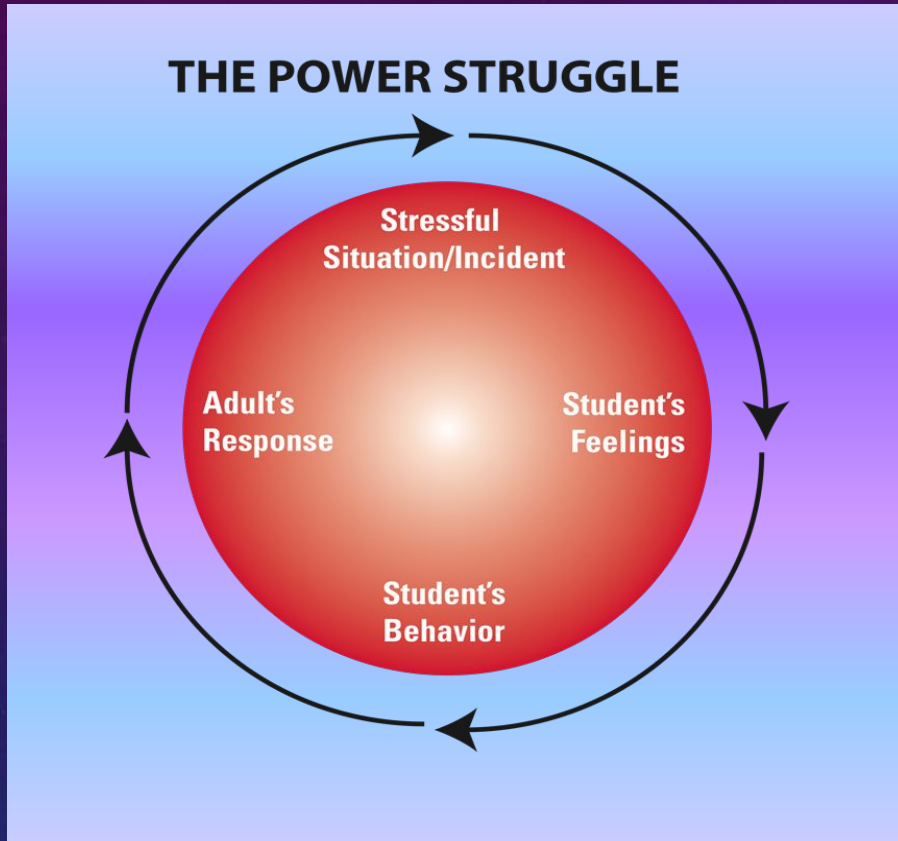 THE POWER STRUGGLE
Stressful
Situation/Incident
Adult’s
Response
Student’s
Feelings
Student’s
Behavior